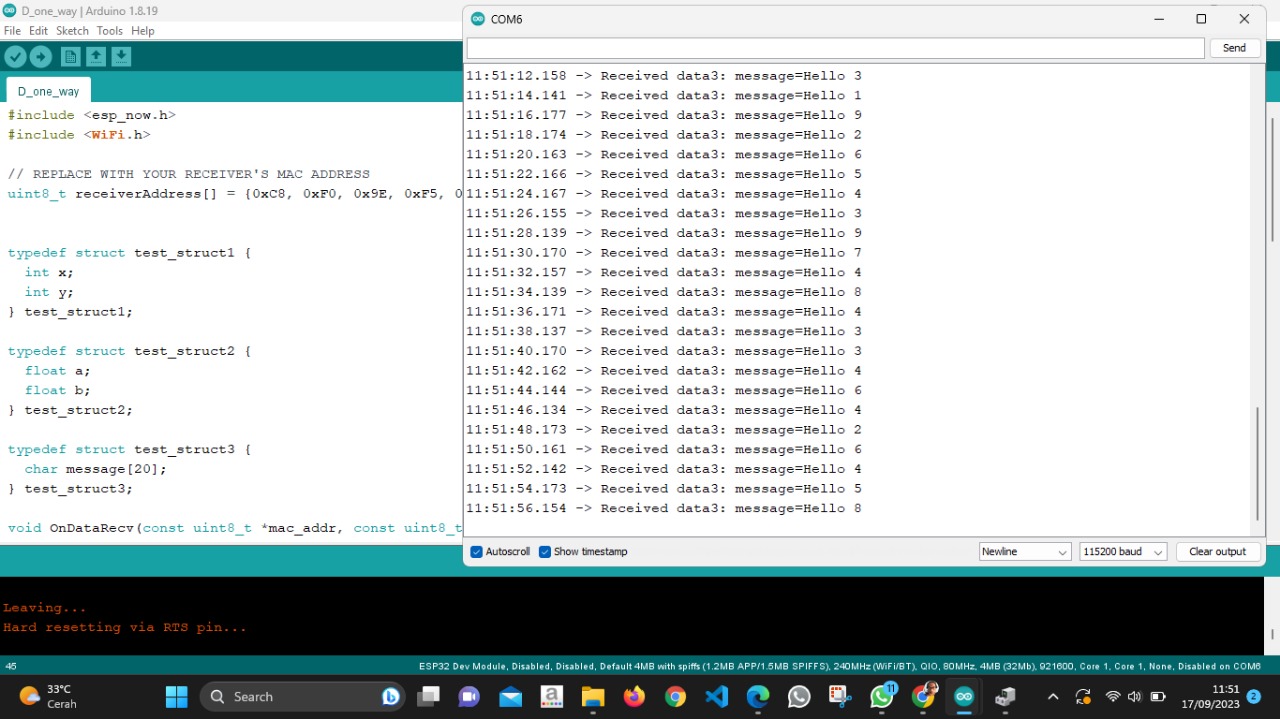 D_one_way | Arduino 1.8.19
File Edit Sketch Tools Help
D_one_way
#include <esp_now.h>
#include <WiFi.h>
// REPLACE WITH YOUR RECEIVER'S MAC ADDRESS
uint8_t receiverAddress[] = {0xC8, 0xF0, 0x9E, 0xF5, 0
typedef struct test_struct1 {
int x;
int y;
} test_struct1;
typedef struct test_struct2 {
float a;
float b;
} test_struct2;
typedef struct test_struct3 {
char message[20];
} test_struct3;
void OnDataRecv(const uint8_t *mac_addr, const uint8_t
COM6
Send
11:51:12.158 -> Received data3: message=Hello 3
11:51:14.141 -> Received data3: message=Hello 1
11:51:16.177 -> Received data3: message=Hello 9
11:51:18.174 -> Received data3: message=Hello 2
11:51:20.163 -> Received data3: message=Hello 6
11:51:22.166 -> Received data3: message=Hello 5
11:51:24.167 -> Received data3: message=Hello 4
11:51:26.155 -> Received data3: message=Hello 3
11:51:28.139 -> Received data3: message=Hello 9
11:51:30.170 -> Received data3: message=Hello 7
11:51:32.157 -> Received data3: message=Hello 4
11:51:34.139 -> Received data3: message=Hello 8
11:51:36.171 -> Received data3: message=Hello 4
11:51:38.137 -> Received data3: message=Hello 3
11:51:40.170 -> Received data3: message=Hello 3
11:51:42.162 -> Received data3: message=Hello 4
11:51:44.144 -> Received data3: message=Hello 6
11:51:46.134 -> Received data3: message=Hello 4
11:51:48.173 -> Received data3: message=Hello 2
11:51:50.161 -> Received data3: message=Hello 6
11:51:52.142 -> Received data3: message=Hello 4
11:51:54.173 -> Received data3: message=Hello 5
11:51:56.154 -> Received data3: message=Hello 8
Autoscroll Show timestamp Newline 115200 baud Clear output
Leaving...
Hard resetting via RTS pin...
46 ESP32 Dev Module, Disabled, Disabled, Default 4MB with spiffs (1.2MB APP/1.5MB SPIFFS), 240MHz (WiFi/BT), QIO, 80MHz, 4MB (32Mb), 921600, Core 1, Core 1, None, Disabled on COM6
33°C
Cerah
Search
a
11
11:51
17/09/2023
2